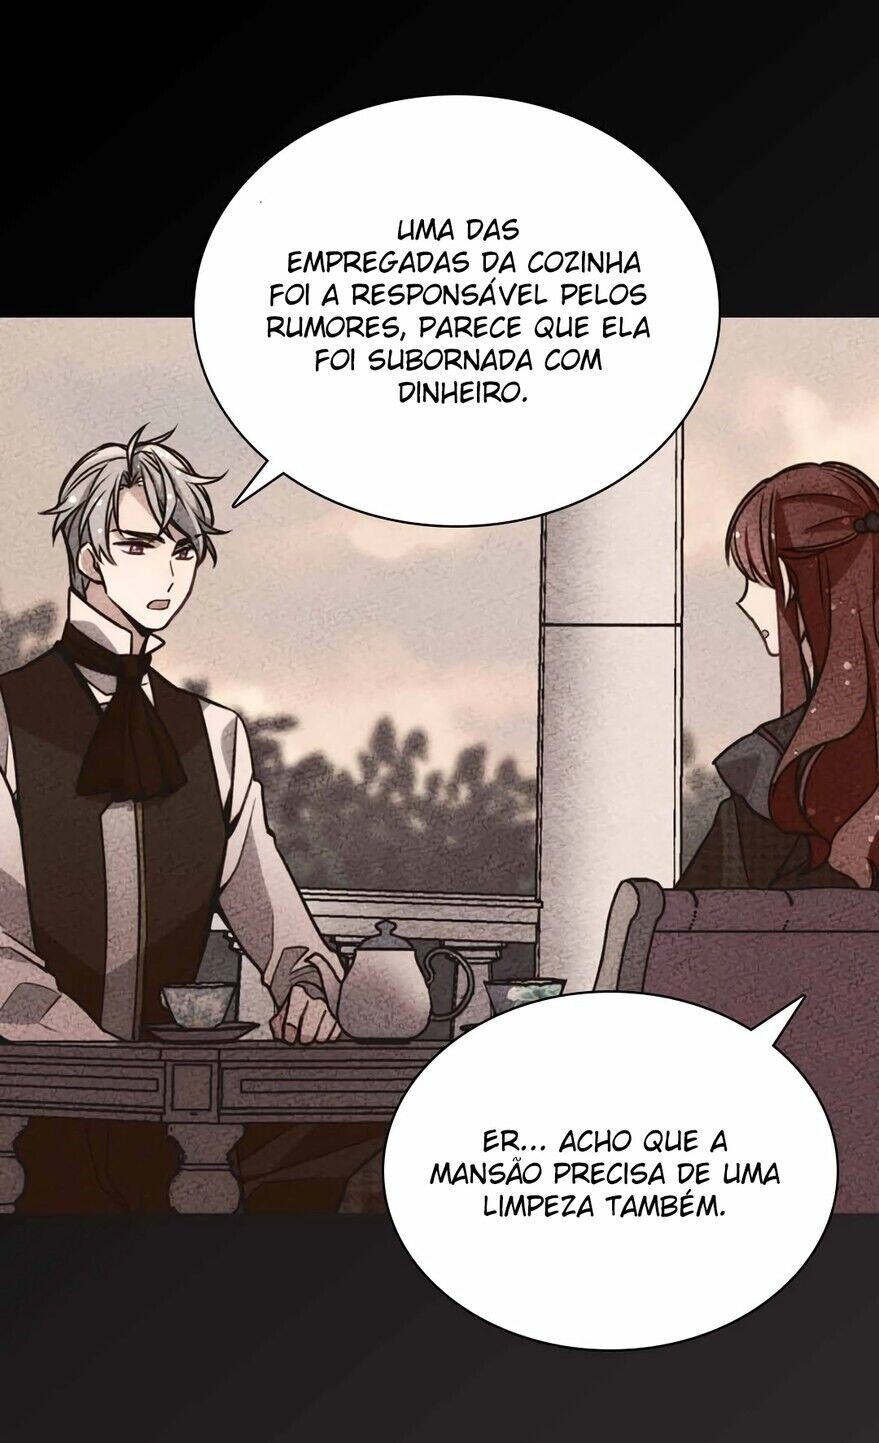 UMA DAS
EMPREGADAS DA COZINHA
FOI A RESPONSÁVEL PELOS
RUMORES, PARECE QUE ELA
FOI SUBORNADA COM
DINHEIRO.
ER... ACHO QUE A
MANSÃO PRECISA DE UMA
LIMPEZA TAMBÉM.